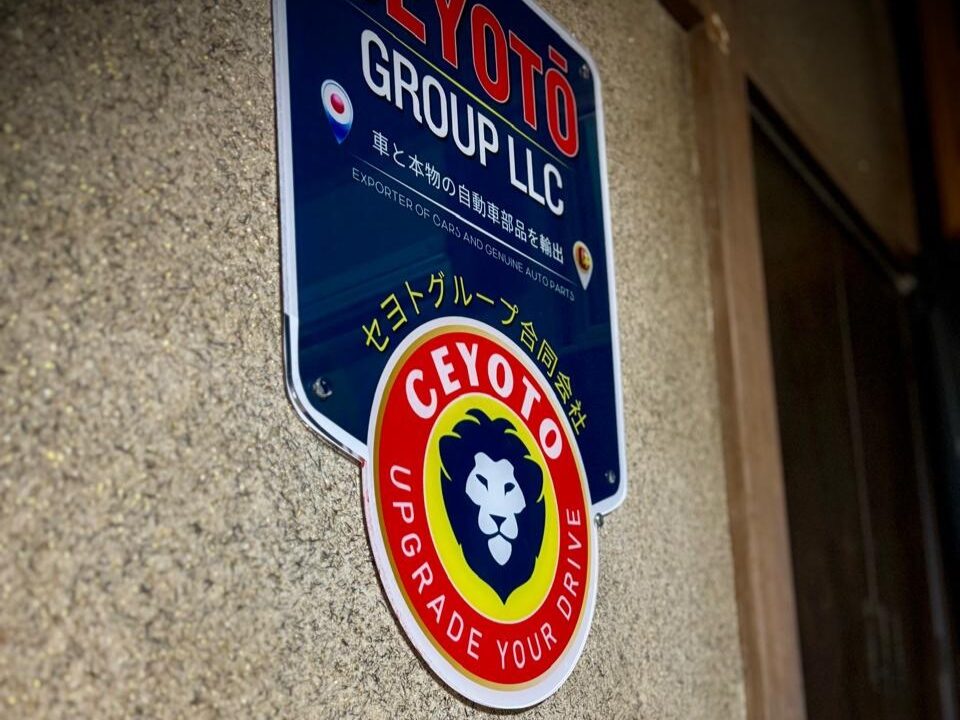 CEYOTŌ
GROUP LLC
車と本物の自動車部品を輸出
EXPORTER OF CARS AND GENUINE AUTO PARTS
セヨトグループ合同会社
CEYOTO
UPGRADE YOUR DRIVE